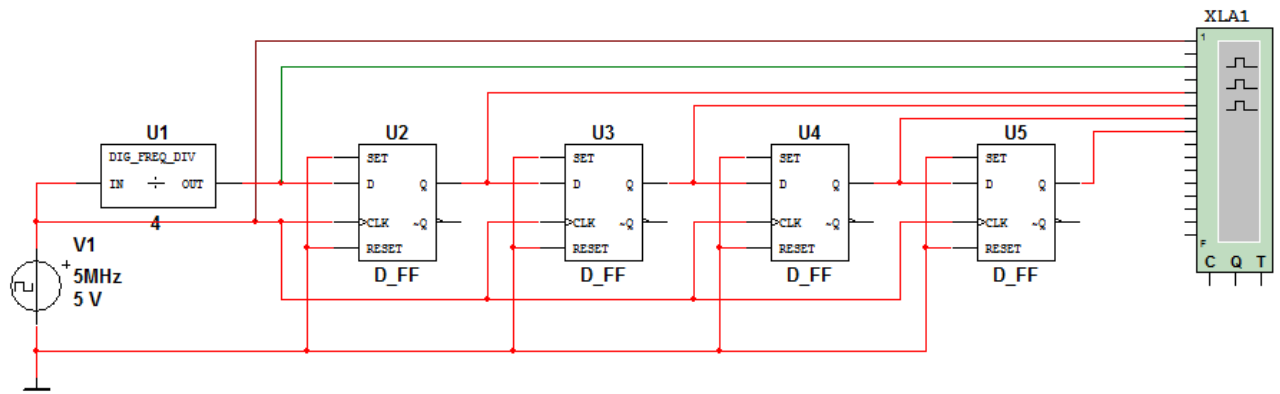 XLA1
1
F
C Q T
U1
DIG_FREQ_DIV
IN ÷ OUT
4
V1
+
5MHz
5 V
U2
SET
D Q
CLK ~Q
RESET
D_FF
U3
SET
D Q
CLK ~Q
RESET
D_FF
U4
SET
D Q
CLK ~Q
RESET
D_FF
U5
SET
D Q
CLK ~Q
RESET
D_FF